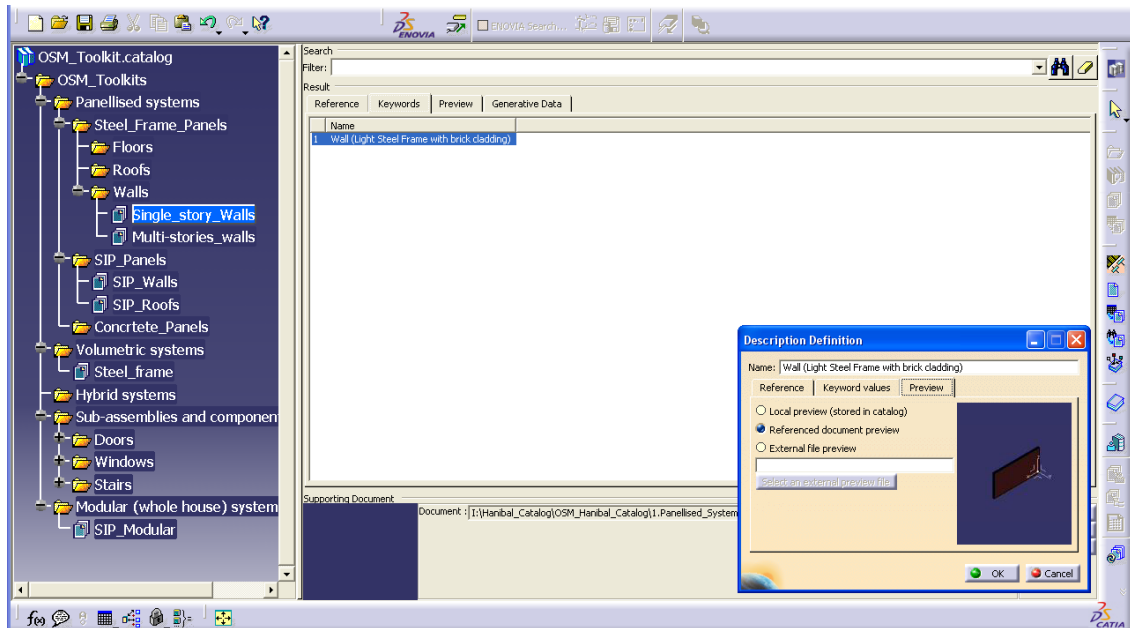 ENOVIA
ENOVIA Search...
OSM_Toolkit.catalog
OSM_Toolkits
Panellised systems
Steel_Frame_Panels
Floors
Roofs
Walls
Single_story_Walls
Multi-stories_walls
SIP_Panels
SIP_Walls
SIP_Roofs
Concrtete_Panels
Volumetric systems
Steel_frame
Hybrid systems
Sub-assemblies and componen
Doors
Windows
Stairs
Modular (whole house) system
SIP_Modular
Search
Filter:
Result
Reference Keywords Preview Generative Data
Name
1 Wall (Light Steel Frame with brick cladding)
Supporting Document
Document : I:\Hanibal_Catalog\OSM_Hanibal_Catalog\1.Panellised_System
Description Definition
Name: Wall (Light Steel Frame with brick cladding)
Reference Keyword values Preview
Local preview (stored in catalog)
Referenced document preview
External file preview
Select an external preview file
OK Cancel
f(x)
CATIA